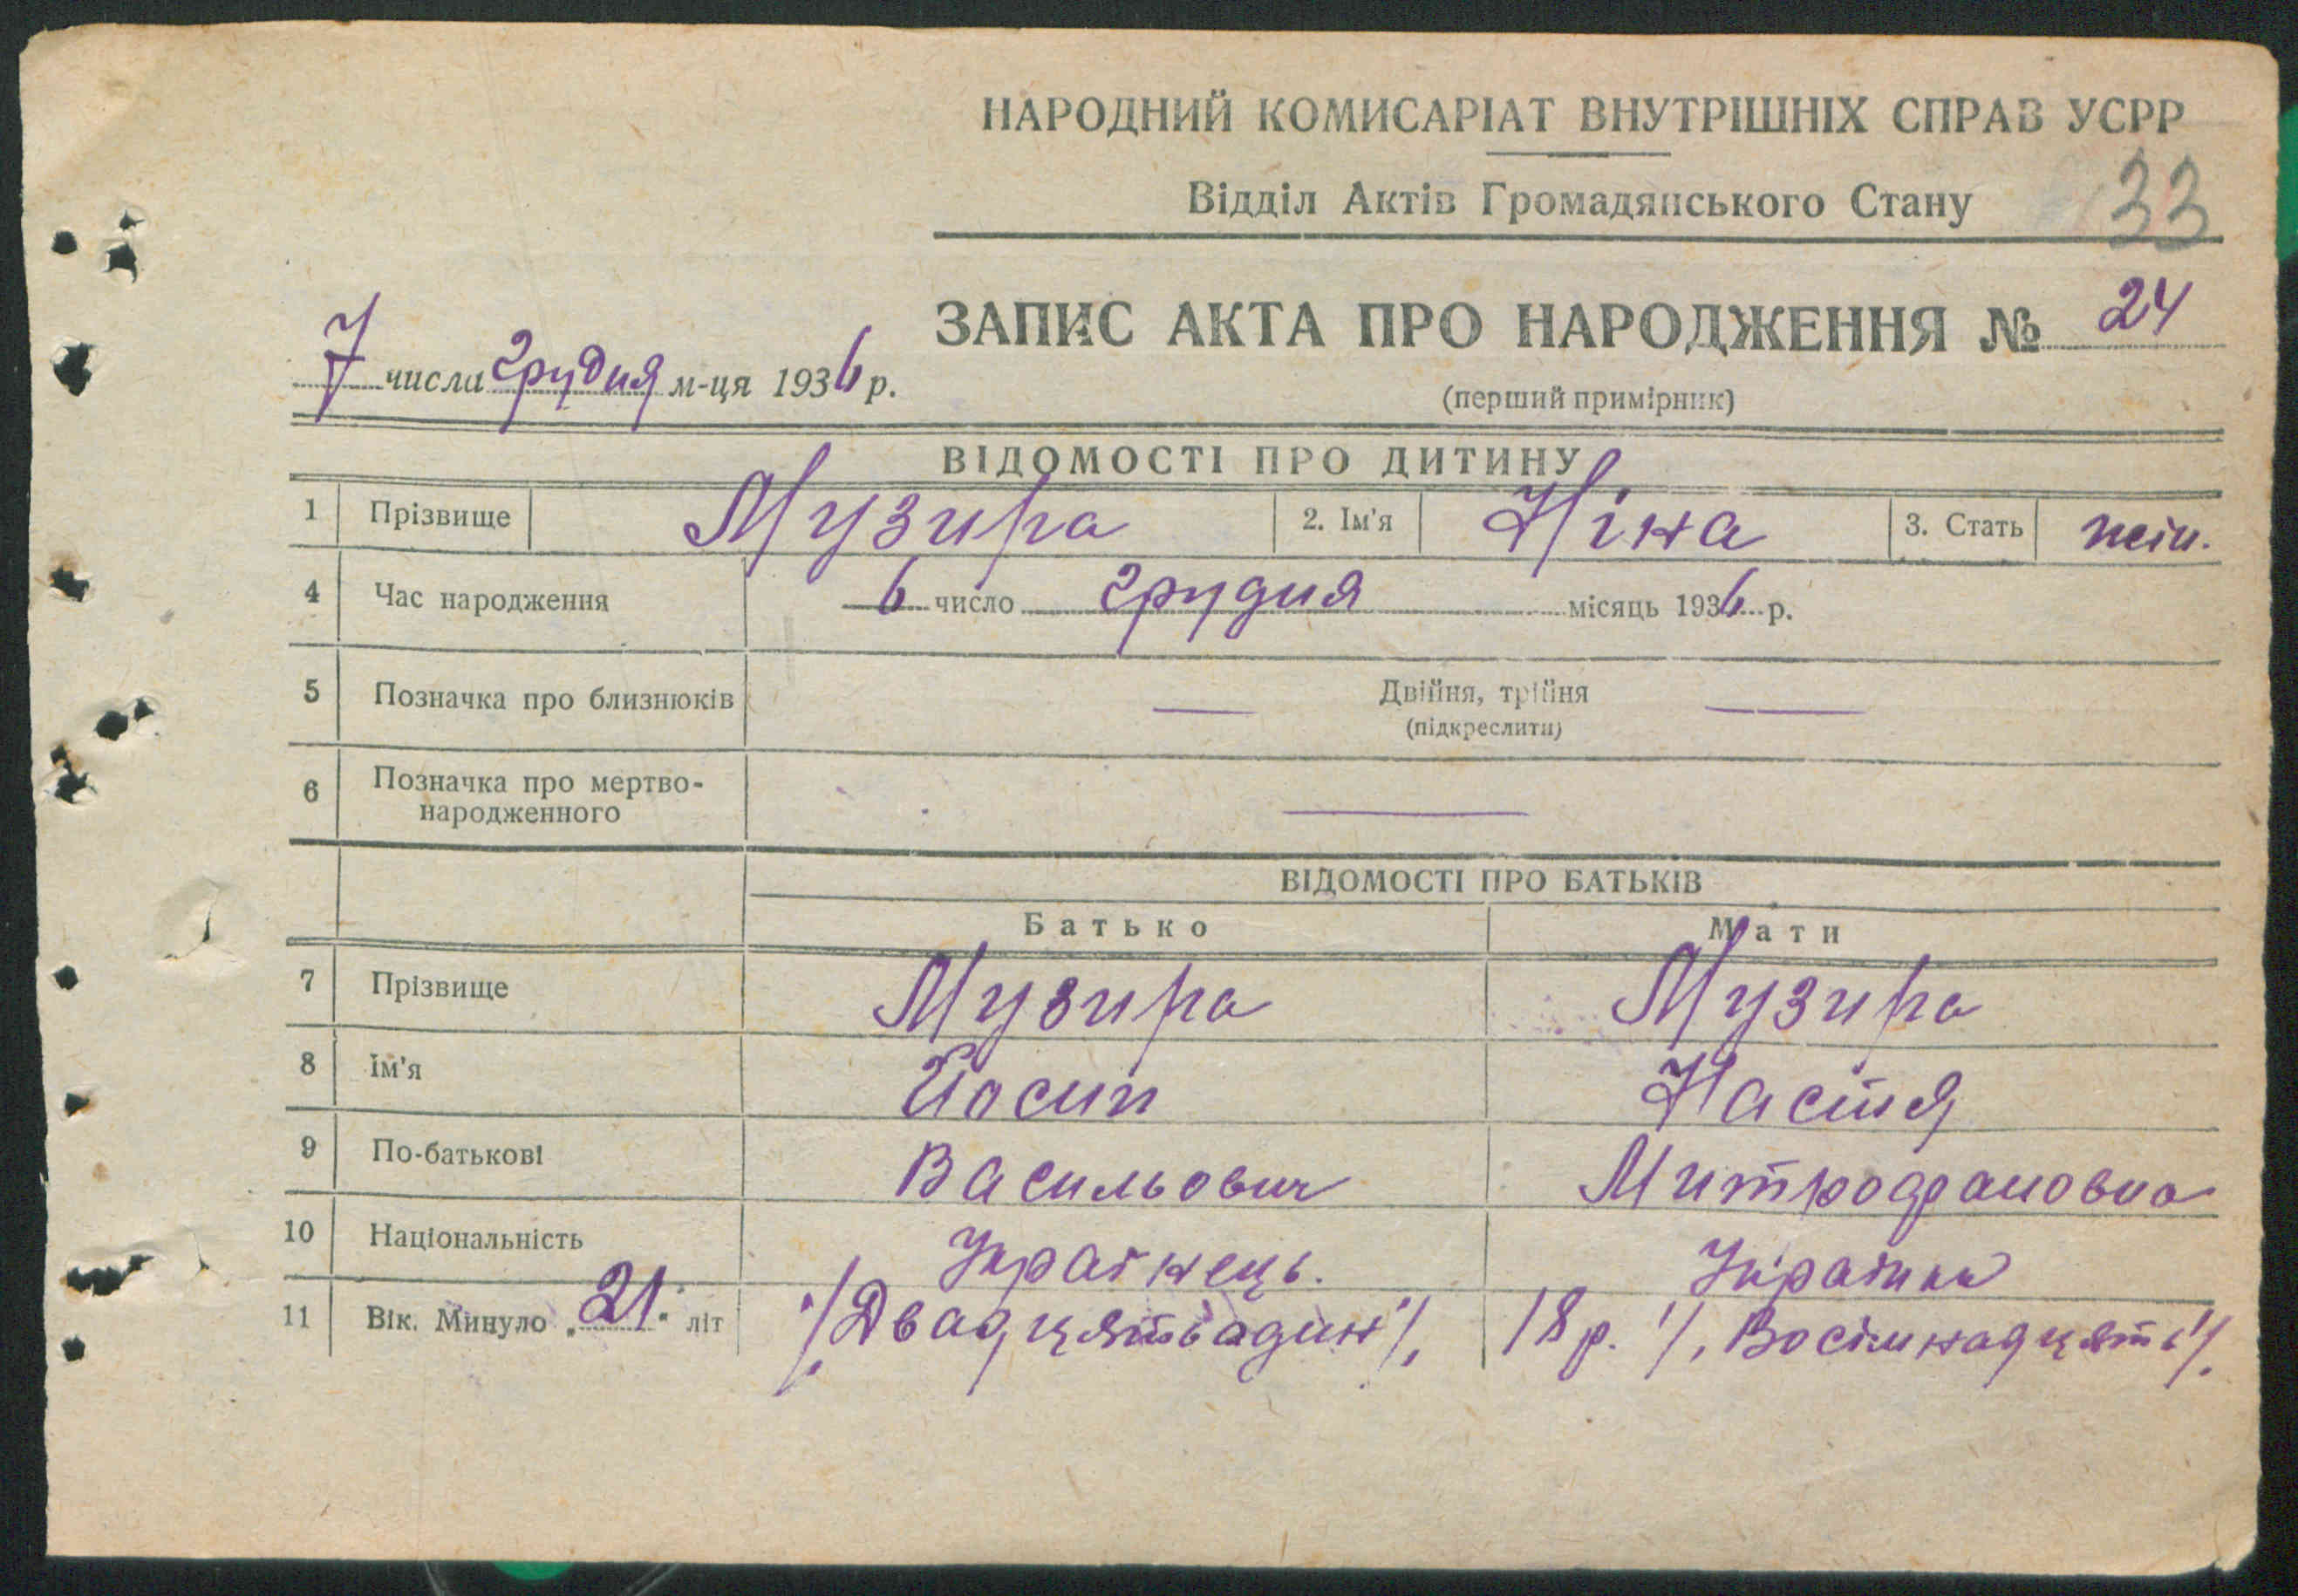 НАРОДНИЙ КОМИСАРІАТ ВНУТРІШНІХ СПРАВ УСРР
Відділ Актів Громадянського Стану 33
ЗАПИС АКТА ПРО НАРОДЖЕННЯ № 24
7 числа грудня м-ця 1936 р.
(перший примірник)
ВІДОМОСТІ ПРО ДИТИНУ
1 Прізвище Музира 2. Ім'я Ніна 3. Стать жін.
4 Час народження 6 число грудня місяць 1936 р.
5 Позначка про близнюків — Двійня, трійня —
(підкреслити)
6 Позначка про мертво-
народженного —
ВІДОМОСТІ ПРО БАТЬКІВ
Батько Мати
7 Прізвище Музира Музира
8 Ім'я Йосип Настя
9 По-батькові Васильович Митрофановна
10 Національність Українець. Українка
11 Вік. Минуло 21 літ /Двадцять один/, 18 р. /, Восімнадцять/.